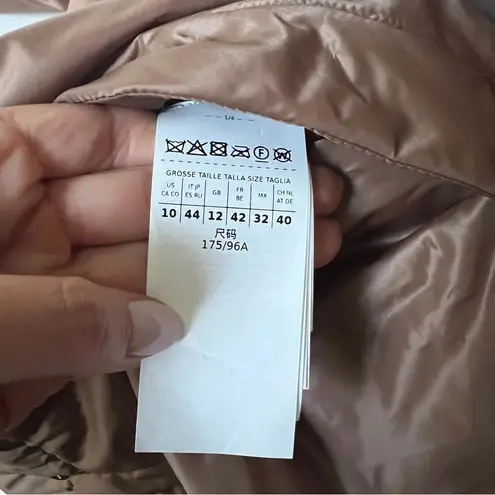 1/4
F W
GROSSE TAILLE TALLA SIZE TAGLIA
US IT JP GB FR MX CH NL
CA CO ES RU BE AT DE
10 44 12 42 32 40
尺码
175/96A